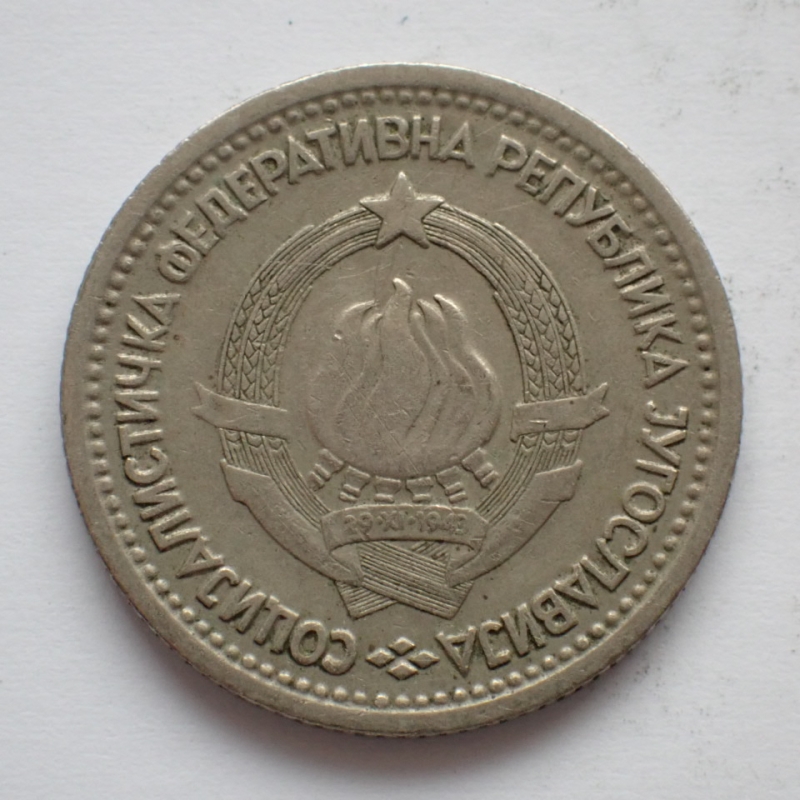 СОЦИЈАЛИСТИЧКА ФЕДЕРАТИВНА РЕПУБЛИКА ЈУГОСЛАВИЈА
29·XI·1943